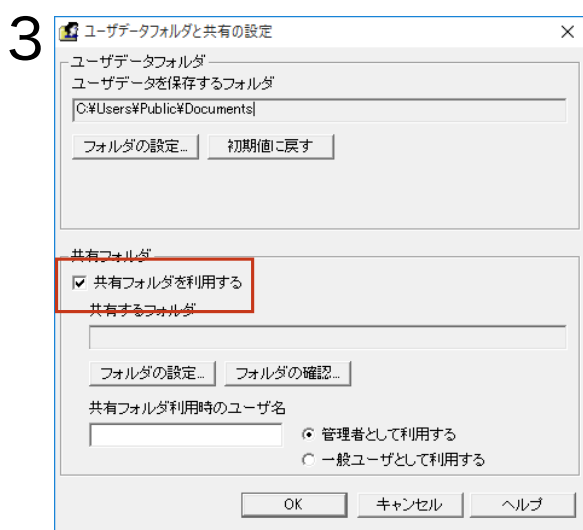 3
ユーザデータフォルダと共有の設定
ユーザデータフォルダ
ユーザデータを保存するフォルダ
C:¥Users¥Public¥Documents
フォルダの設定... 初期値に戻す
共有フォルダ
共有フォルダを利用する
共有するフォルダ
フォルダの設定... フォルダの確認...
共有フォルダ利用時のユーザ名
管理者として利用する
一般ユーザとして利用する
OK キャンセル ヘルプ